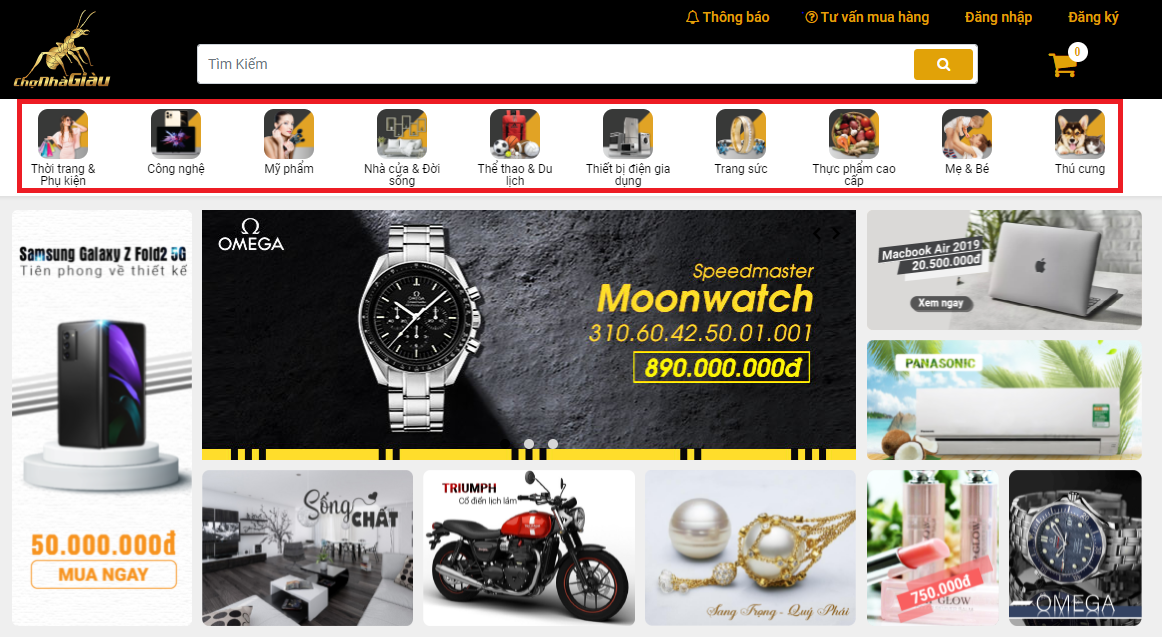 Thông báo
Tư vấn mua hàng
Đăng nhập
Đăng ký
ChợNhàGiàu
Tìm Kiếm
0
Thời trang &
Phụ kiện
Công nghệ
Mỹ phẩm
Nhà cửa & Đời
sống
Thể thao & Du
lịch
Thiết bị điện gia
dụng
Trang sức
Thực phẩm cao
cấp
Mẹ & Bé
Thú cưng
Samsung Galaxy Z Fold2 5G
Tiên phong về thiết kế
50.000.000đ
MUA NGAY
Ω
OMEGA
Speedmaster
Moonwatch
310.60.42.50.01.001
890.000.000đ
Macbook Air 2019
20.500.000đ
Xem ngay
PANASONIC
Sống
CHẤT
TRIUMPH
Cổ điển lịch lãm
Sang Trọng - Quý Phái
750.000đ
GLOW
OMEGA